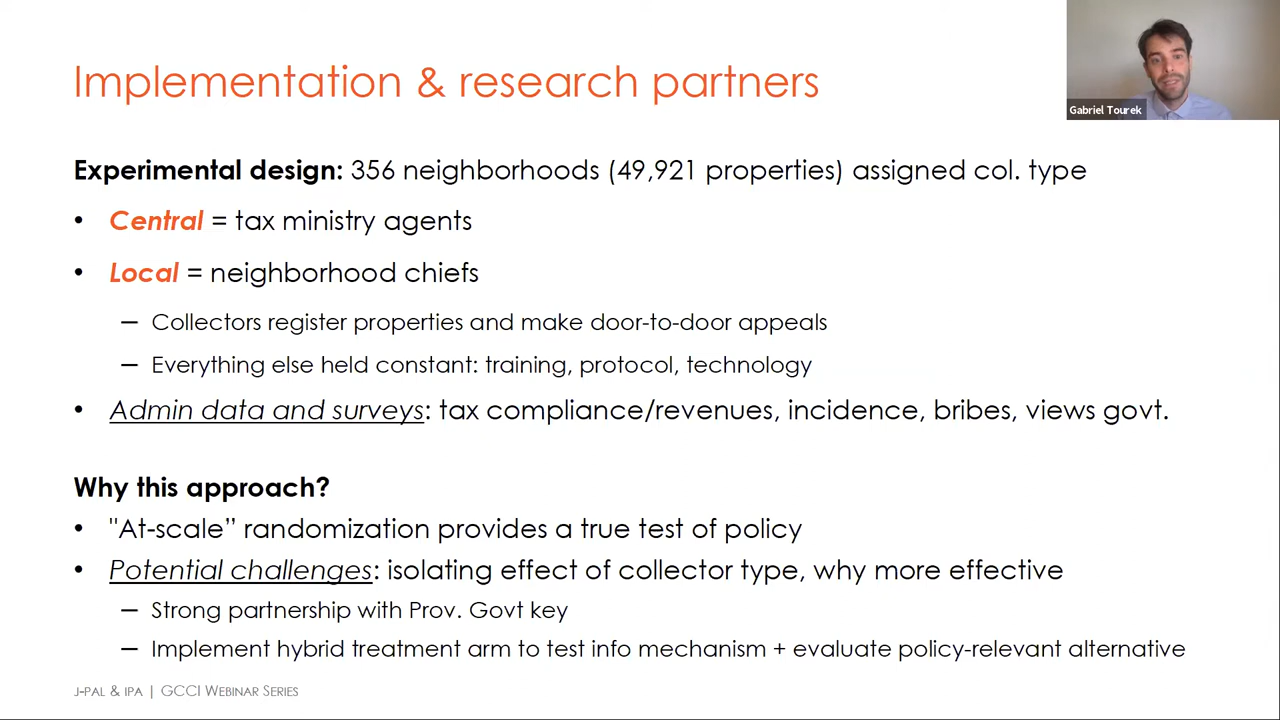 Implementation & research partners
Gabriel Tourek
Experimental design: 356 neighborhoods (49,921 properties) assigned col. type
• Central = tax ministry agents
• Local = neighborhood chiefs
– Collectors register properties and make door-to-door appeals
– Everything else held constant: training, protocol, technology
• Admin data and surveys: tax compliance/revenues, incidence, bribes, views govt.
Why this approach?
• "At-scale” randomization provides a true test of policy
• Potential challenges: isolating effect of collector type, why more effective
– Strong partnership with Prov. Govt key
– Implement hybrid treatment arm to test info mechanism + evaluate policy-relevant alternative
J-PAL & IPA | GCCI WEBINAR SERIES